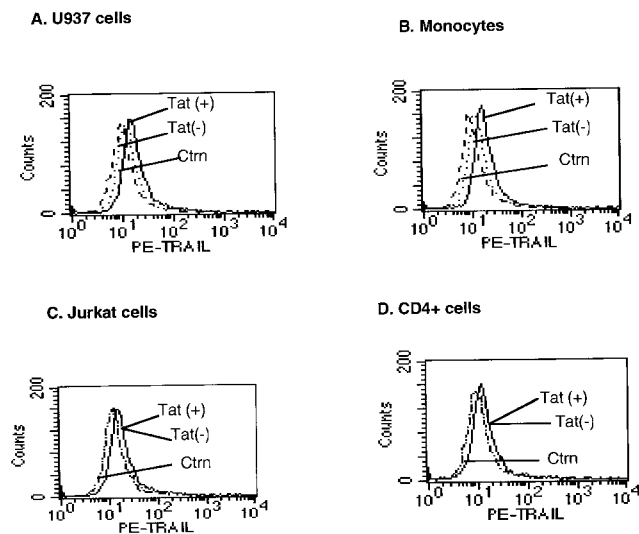 A. U937 cells
200
Counts
0
Tat (+)
Tat(-)
Ctrn
10^0 10^1 10^2 10^3 10^4
PE-TRAIL
B. Monocytes
200
Counts
0
Tat(+)
Tat(-)
Ctrn
10^0 10^1 10^2 10^3 10^4
PE-TRAIL
C. Jurkat cells
200
Counts
0
Tat (+)
Tat(-)
Ctrn
10^0 10^1 10^2 10^3 10^4
PE-TRAIL
D. CD4+ cells
200
Counts
0
Tat (+)
Tat(-)
Ctrn
10^0 10^1 10^2 10^3 10^4
PE-TRAIL